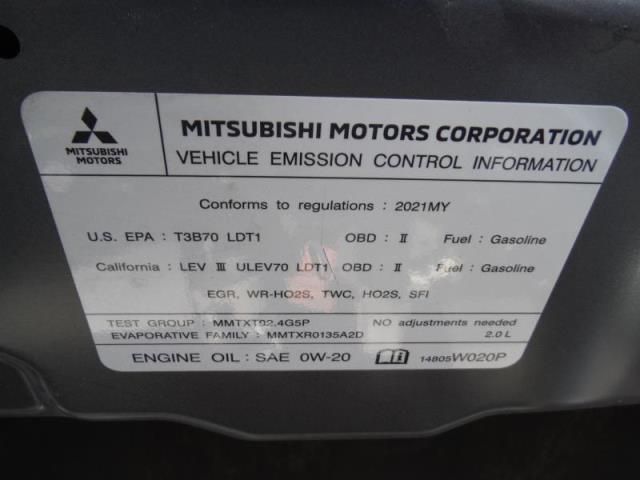 MITSUBISHI MOTORS
MITSUBISHI MOTORS CORPORATION
VEHICLE EMISSION CONTROL INFORMATION
Conforms to regulations : 2021MY
U.S. EPA : T3B70 LDT1 OBD : Ⅱ Fuel : Gasoline
California : LEV Ⅲ ULEV70 LDT1 OBD : Ⅱ Fuel : Gasoline
EGR, WR-HO2S, TWC, HO2S, SFI
TEST GROUP : MMTXT02.4G5P NO adjustments needed
EVAPORATIVE FAMILY : MMTXR0135A2D 2.0 L
ENGINE OIL : SAE 0W-20 14805W020P